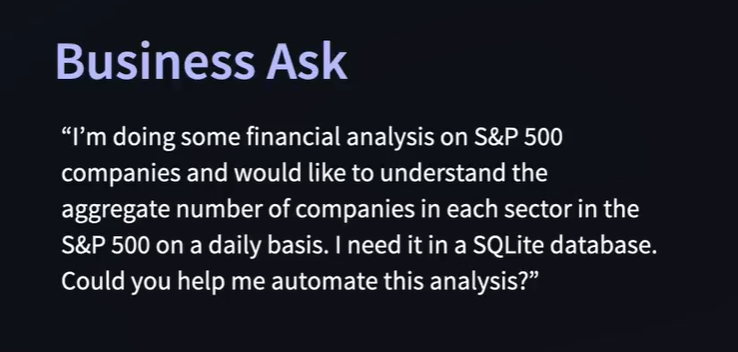 Business Ask
“I’m doing some financial analysis on S&P 500
companies and would like to understand the
aggregate number of companies in each sector in the
S&P 500 on a daily basis. I need it in a SQLite database.
Could you help me automate this analysis?”